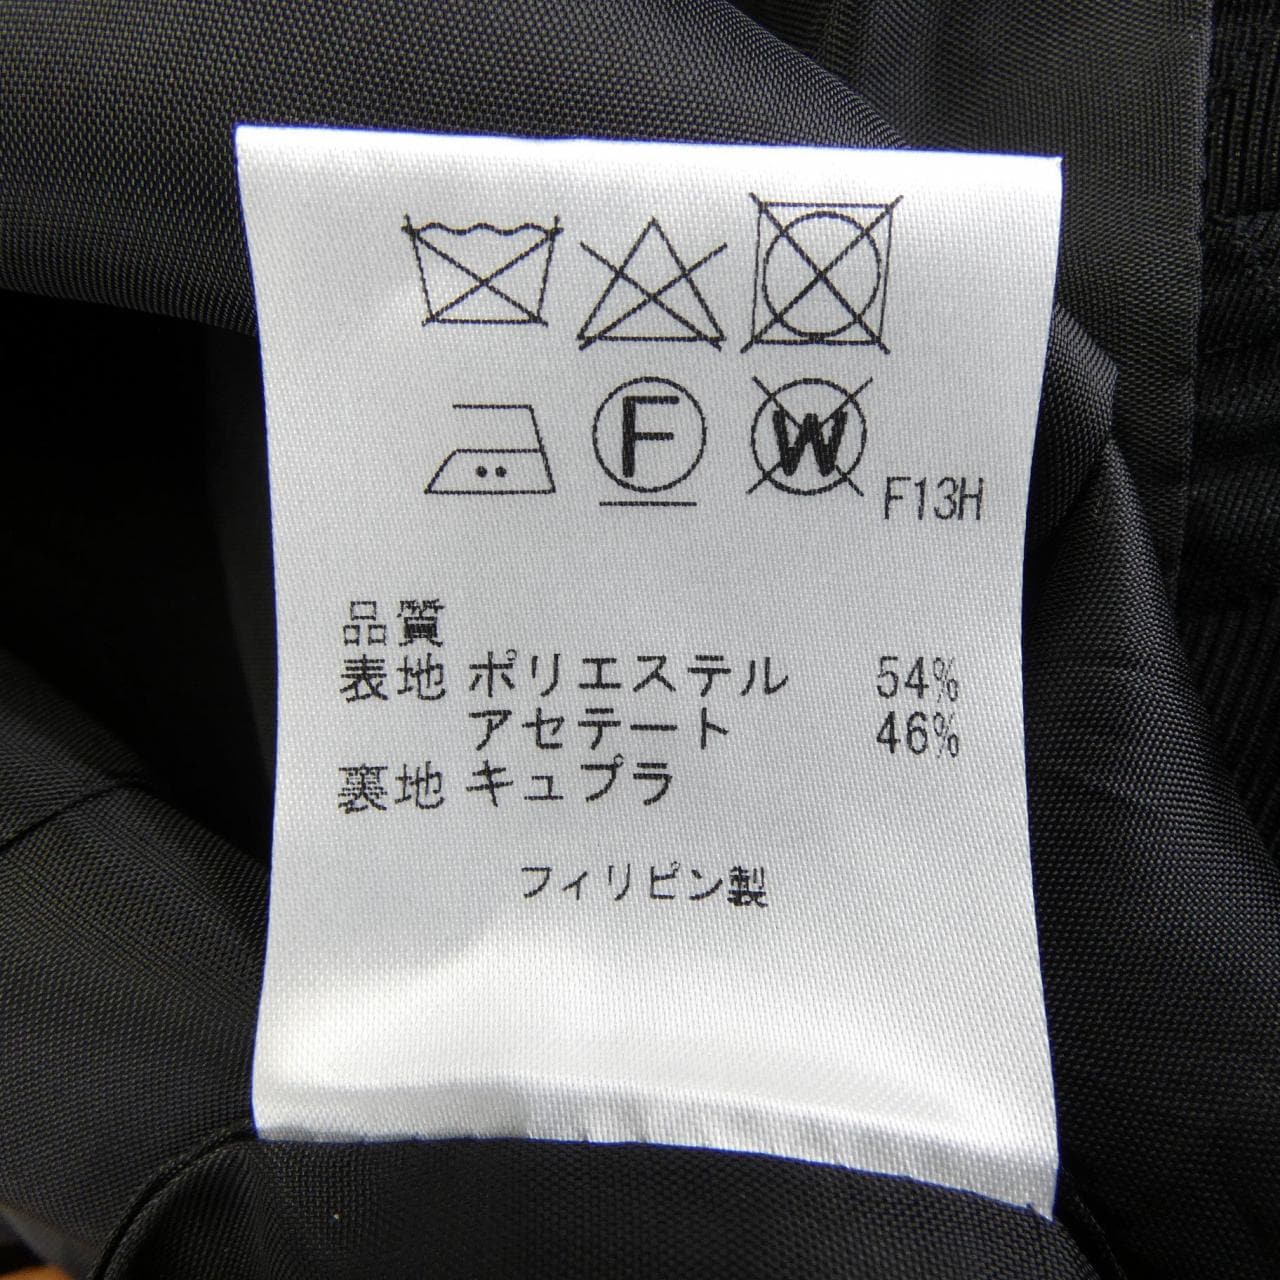 F W F13H
品質
表地 ポリエステル 54%
アセテート 46%
裏地 キュプラ
フィリピン製